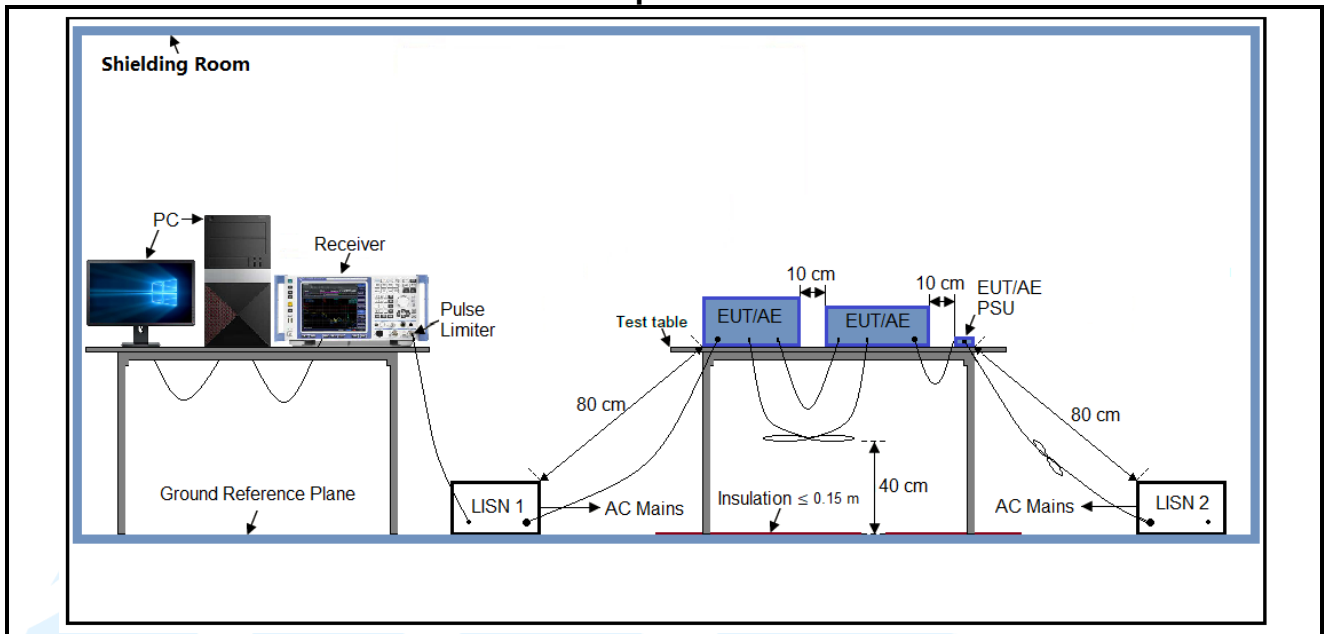 Shielding Room
PC
Receiver
Pulse
Limiter
10 cm
10 cm
EUT/AE
PSU
Test table
EUT/AE
EUT/AE
80 cm
80 cm
40 cm
Ground Reference Plane
LISN 1
AC Mains
Insulation ≤ 0.15 m
AC Mains
LISN 2